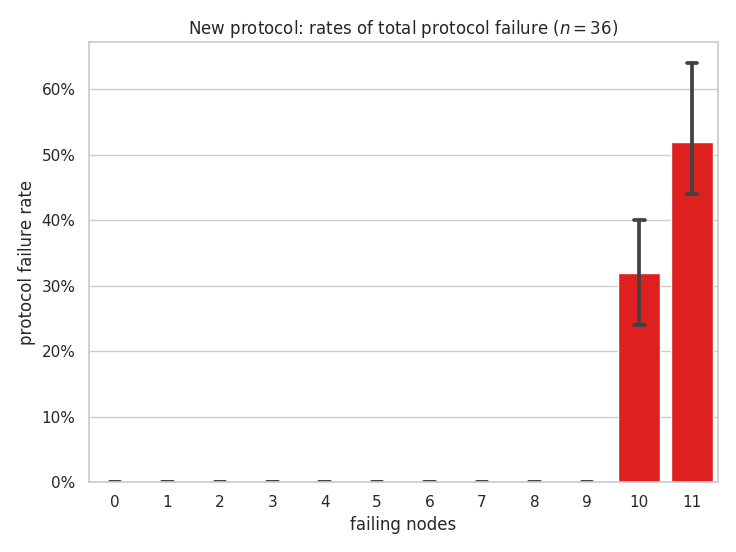 New protocol: rates of total protocol failure (n = 36)
protocol failure rate
60%
50%
40%
30%
20%
10%
0%
0 1 2 3 4 5 6 7 8 9 10 11
failing nodes